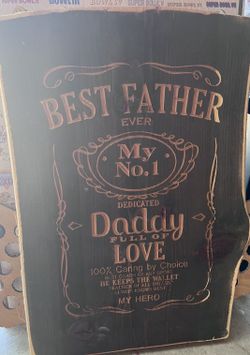 BEST FATHER
EVER
My
No.1
DEDICATED
Daddy
FULL OF
LOVE
100% Caring by Choice
HE KEEPS THE WALLET
MY HERO